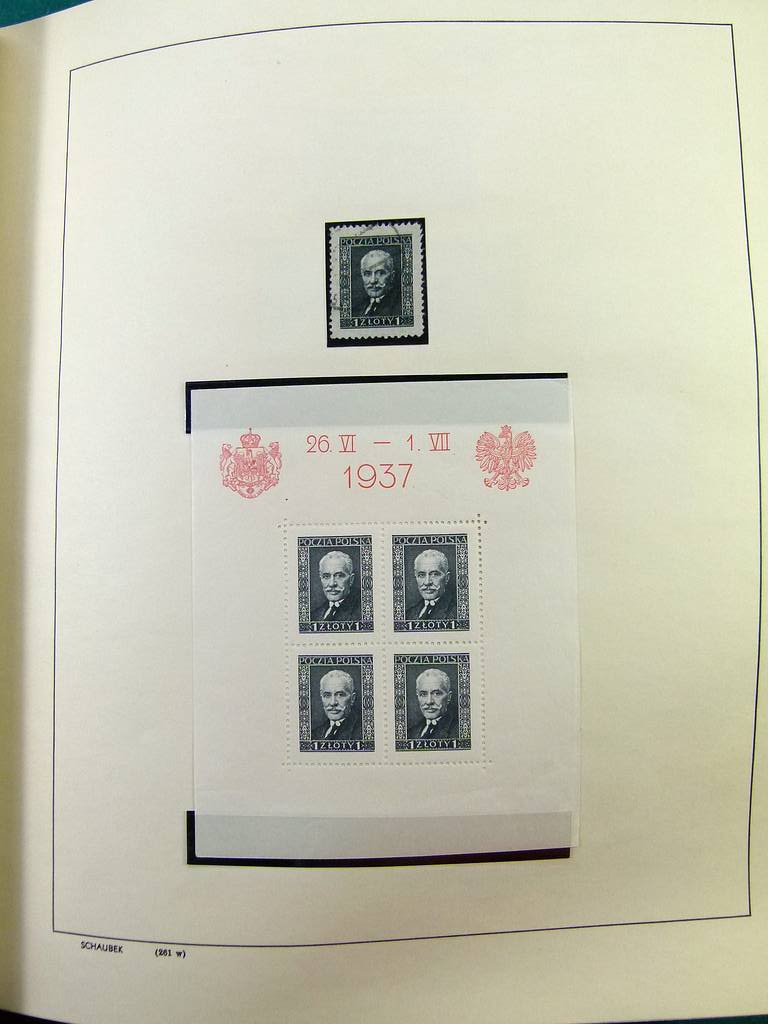 POCZTA POLSKA
1 ZŁOTY 1
26. VI — 1. VII
1937
POCZTA POLSKA POCZTA POLSKA
1 ZŁOTY 1 1 ZŁOTY 1
POCZTA POLSKA POCZTA POLSKA
1 ZŁOTY 1 1 ZŁOTY 1
SCHAUBEK (261 w)